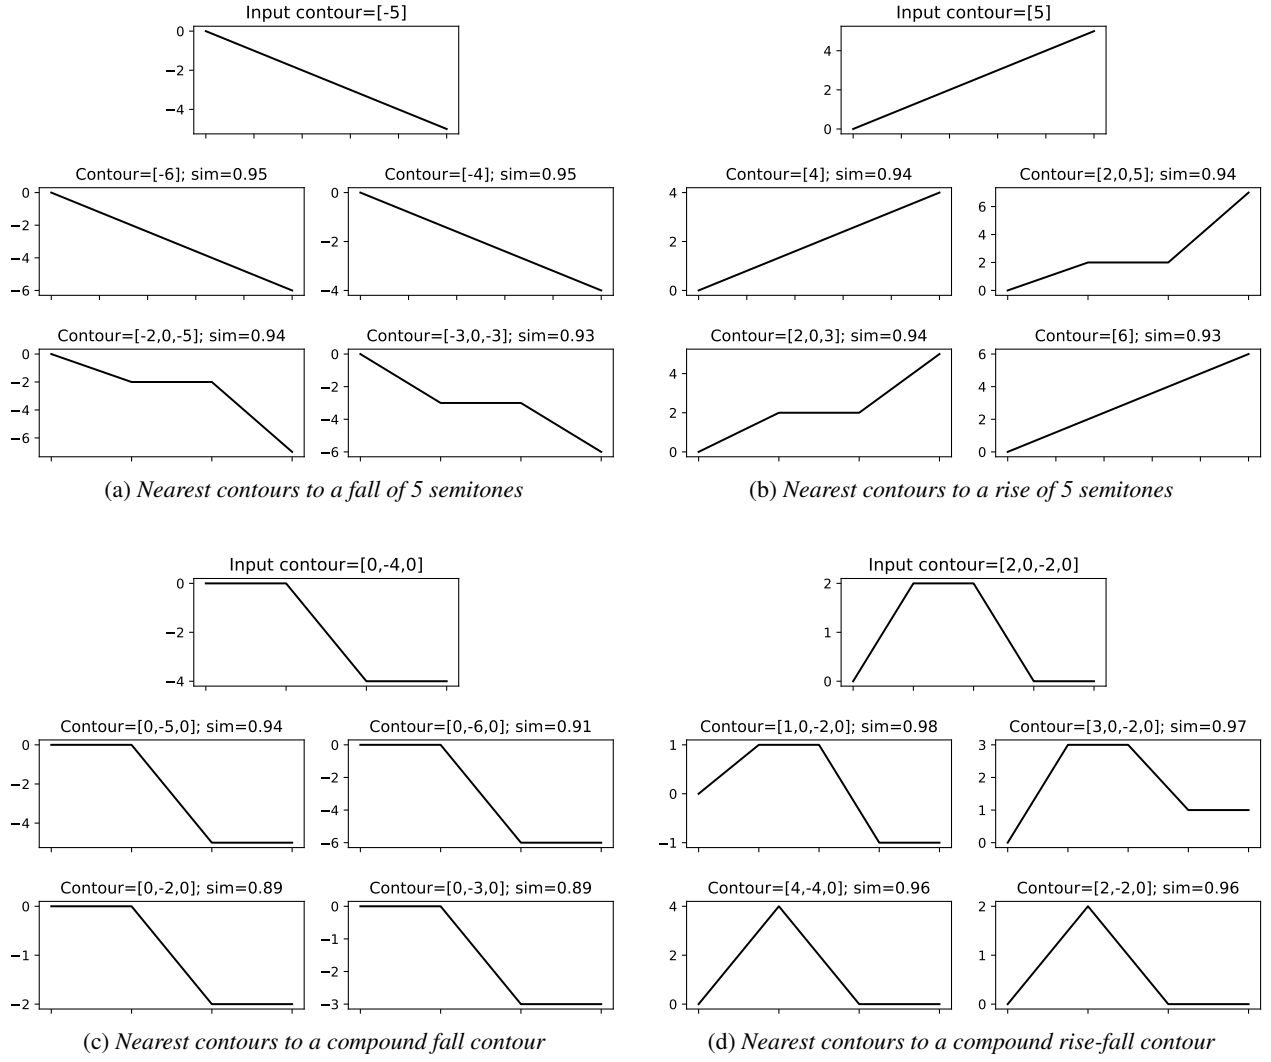 Input contour=[-5]
0
−2
−4
Contour=[-6]; sim=0.95
0
−2
−4
−6
Contour=[-4]; sim=0.95
0
−1
−2
−3
−4
Contour=[-2,0,-5]; sim=0.94
0
−2
−4
−6
Contour=[-3,0,-3]; sim=0.93
0
−2
−4
−6
(a) Nearest contours to a fall of 5 semitones
Input contour=[5]
4
2
0
Contour=[4]; sim=0.94
4
2
0
Contour=[2,0,5]; sim=0.94
6
4
2
0
Contour=[2,0,3]; sim=0.94
4
2
0
Contour=[6]; sim=0.93
6
4
2
0
(b) Nearest contours to a rise of 5 semitones
Input contour=[0,-4,0]
0
−2
−4
Contour=[0,-5,0]; sim=0.94
0
−2
−4
Contour=[0,-6,0]; sim=0.91
0
−2
−4
−6
Contour=[0,-2,0]; sim=0.89
0
−1
−2
Contour=[0,-3,0]; sim=0.89
0
−1
−2
−3
(c) Nearest contours to a compound fall contour
Input contour=[2,0,-2,0]
2
1
0
Contour=[1,0,-2,0]; sim=0.98
1
0
−1
Contour=[3,0,-2,0]; sim=0.97
3
2
1
0
Contour=[4,-4,0]; sim=0.96
4
2
0
Contour=[2,-2,0]; sim=0.96
2
1
0
(d) Nearest contours to a compound rise-fall contour